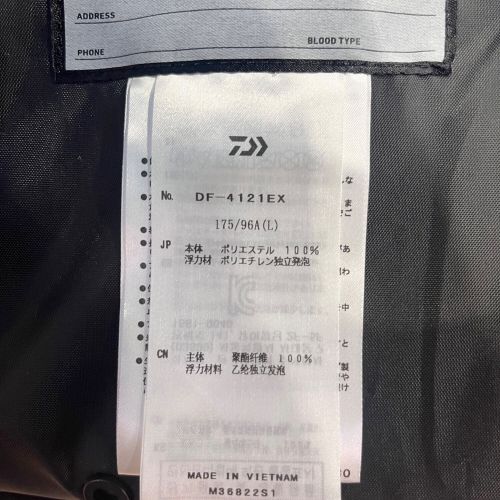 ADDRESS
BLOOD TYPE
PHONE
No. DF-4121EX
175/96A(L)
JP 本体 ポリエステル 100%
浮力材 ポリエチレン独立発泡
CN 主体 聚酯纤维 100%
浮力材料 乙纶独立发泡
MADE IN VIETNAM
M36822S1